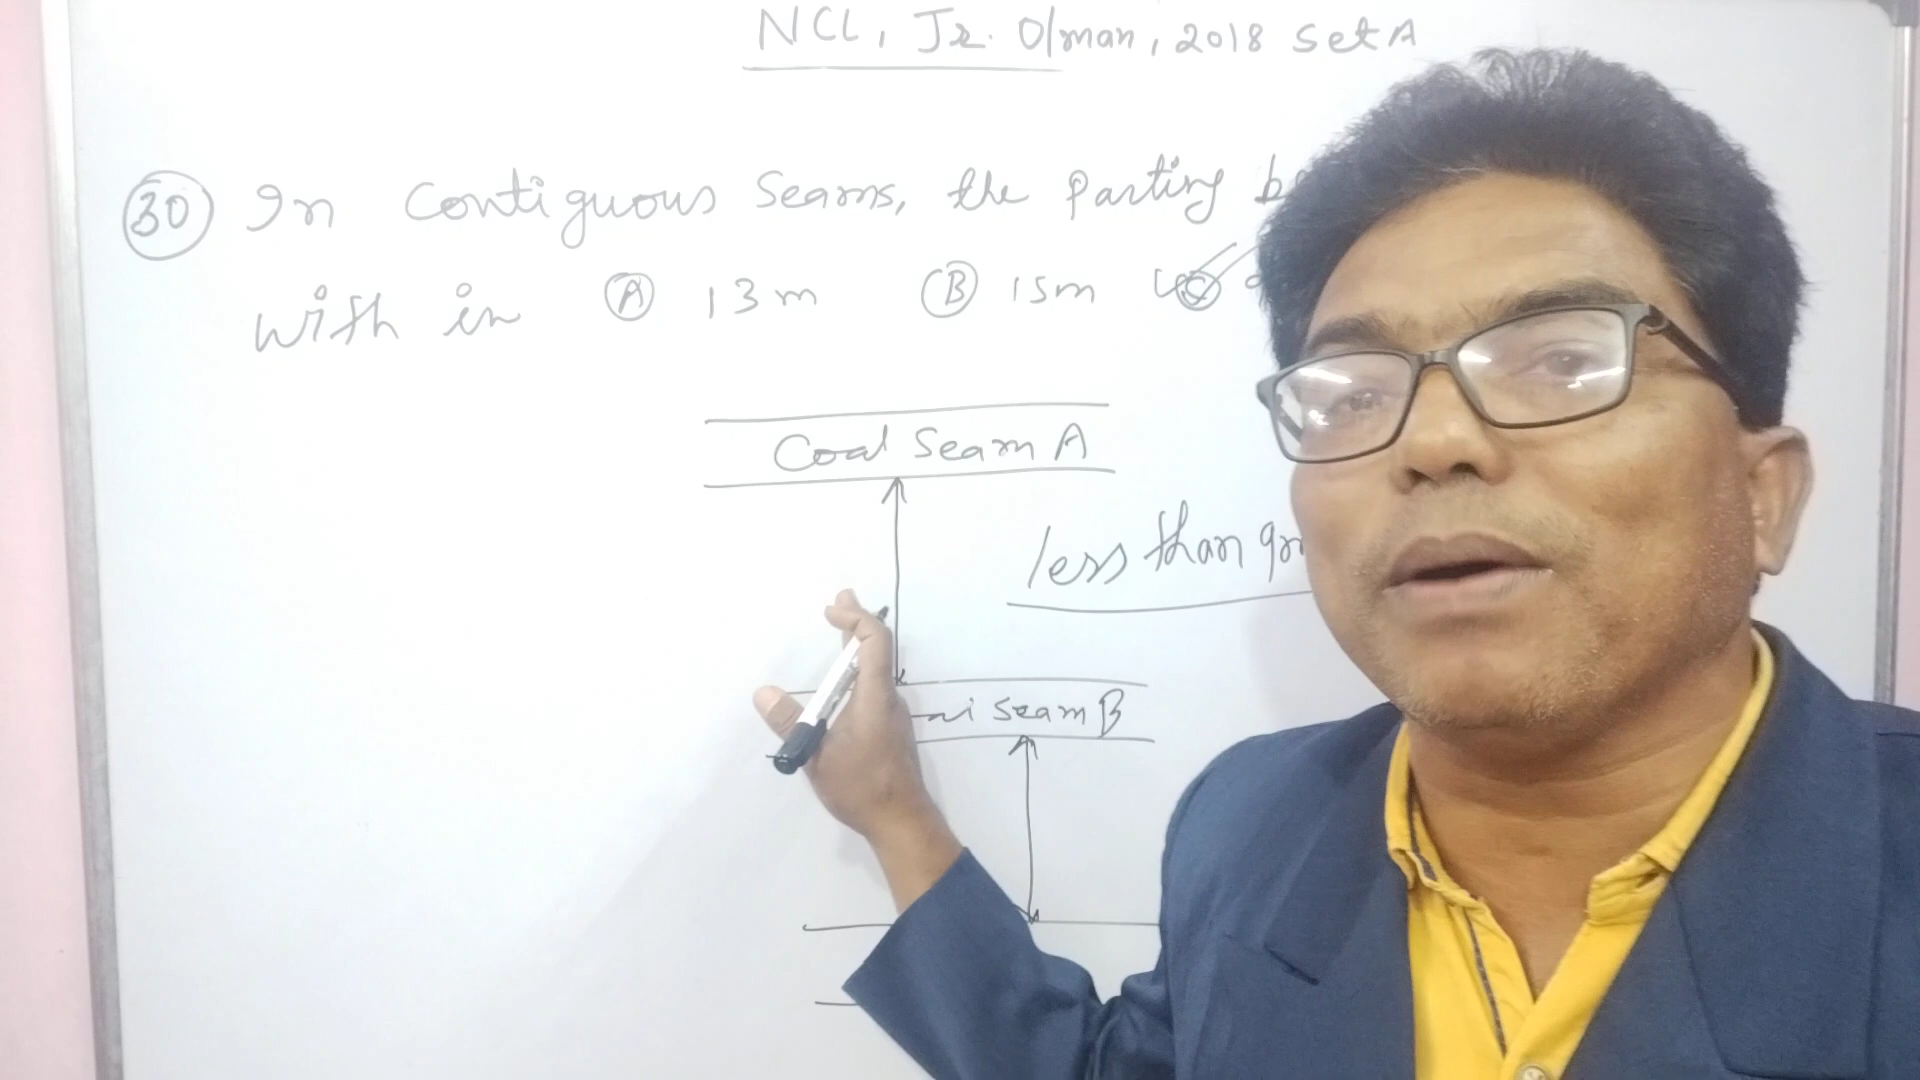 NCL, Jr. O/man, 2018 Set A
30 In Contiguous Seams, the Parting
with in A 13m B 15m C
Coal Seam A
less than 9m
Seam B